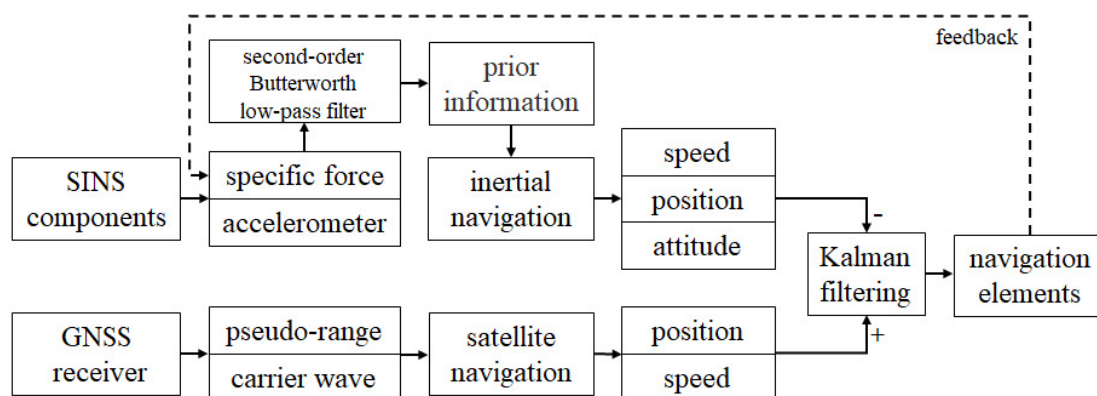 feedback
second-order
Butterworth
low-pass filter
prior
information
SINS
components
specific force
accelerometer
inertial
navigation
speed
position
attitude
-
Kalman
filtering
navigation
elements
GNSS
receiver
pseudo-range
carrier wave
satellite
navigation
position
speed
+